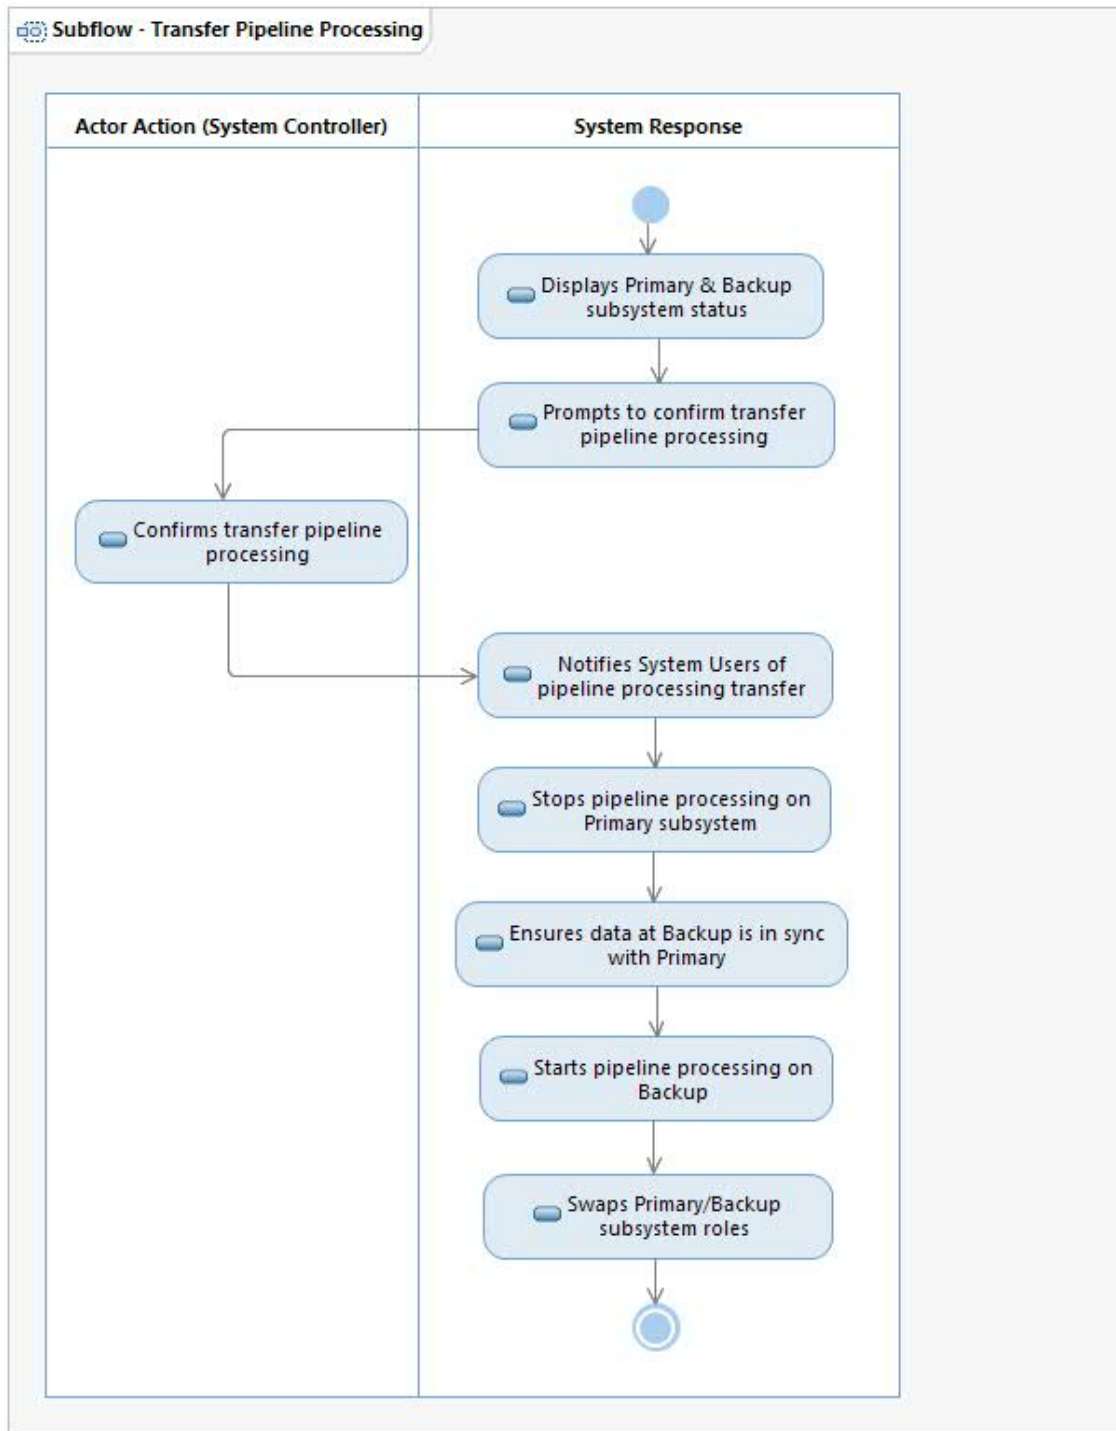 Subflow - Transfer Pipeline Processing
Actor Action (System Controller)
System Response
Displays Primary & Backup
subsystem status
Prompts to confirm transfer
pipeline processing
Confirms transfer pipeline
processing
Notifies System Users of
pipeline processing transfer
Stops pipeline processing on
Primary subsystem
Ensures data at Backup is in sync
with Primary
Starts pipeline processing on
Backup
Swaps Primary/Backup
subsystem roles